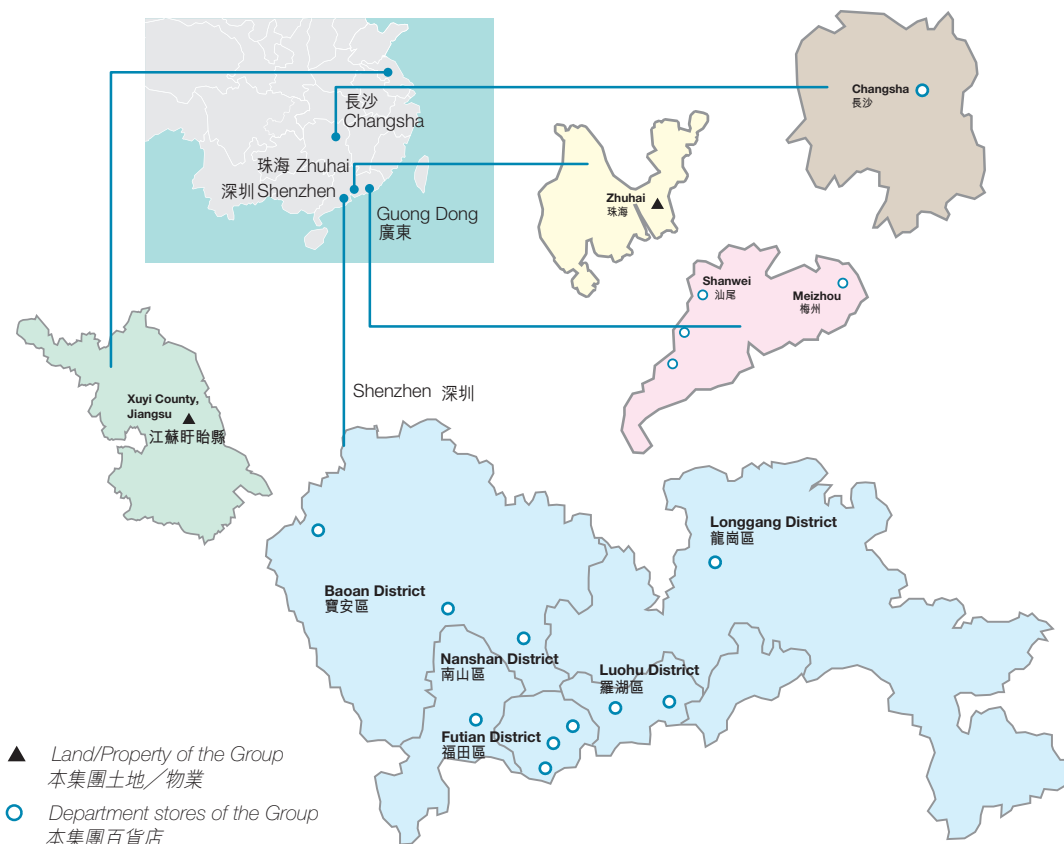 長沙
Changsha
珠海 Zhuhai
深圳 Shenzhen
Guong Dong
廣東
Changsha
長沙
Zhuhai
珠海
Shanwei
汕尾
Meizhou
梅州
Xuyi County,
Jiangsu
江蘇盱眙縣
Shenzhen 深圳
Longgang District
龍崗區
Baoan District
寶安區
Nanshan District
南山區
Luohu District
羅湖區
Futian District
福田區
Land/Property of the Group
本集團土地／物業
Department stores of the Group
本集團百貨店